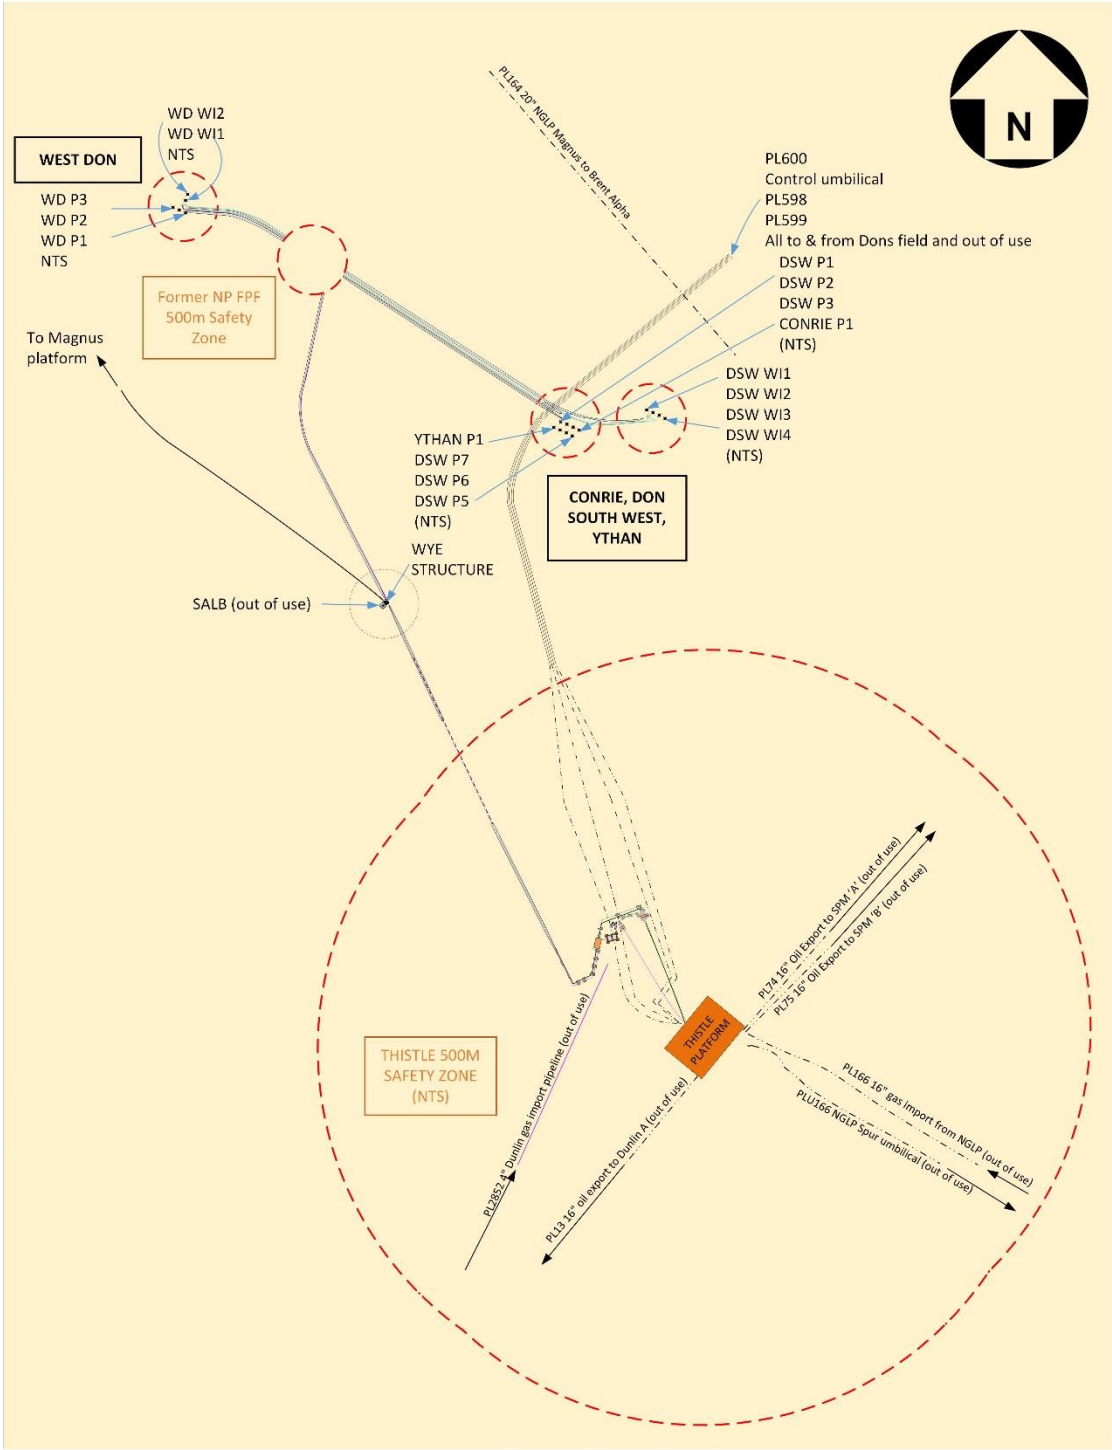 N
PL164 20" NGLP Magnus to Brent Alpha
WD WI2
WD WI1
NTS
WEST DON
WD P3
WD P2
WD P1
NTS
PL600
Control umbilical
PL598
PL599
All to & from Dons field and out of use
DSW P1
DSW P2
DSW P3
CONRIE P1
(NTS)
Former NP FPF
500m Safety
Zone
To Magnus
platform
DSW WI1
DSW WI2
DSW WI3
DSW WI4
(NTS)
YTHAN P1
DSW P7
DSW P6
DSW P5
(NTS)
CONRIE, DON
SOUTH WEST,
YTHAN
WYE
STRUCTURE
SALB (out of use)
PL74 16" Oil Export to SPM 'A' (out of use)
PL75 16" Oil Export to SPM 'B' (out of use)
THISTLE
PLATFORM
THISTLE 500M
SAFETY ZONE
(NTS)
PL2852 4" Dunlin gas import pipeline (out of use)
PL13 16" oil export to Dunlin A (out of use)
PL166 16" gas import from NGLP (out of use)
PLU166 NGLP Spur umbilical (out of use)